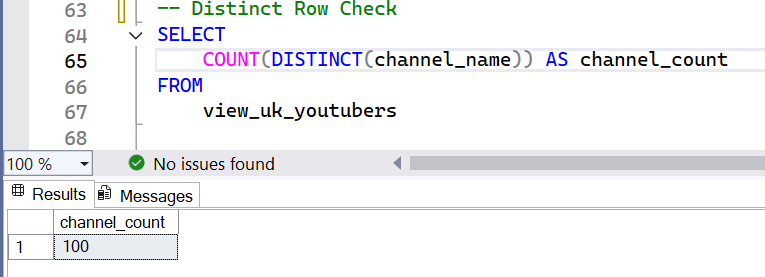 63 -- Distinct Row Check
64 SELECT
65 COUNT(DISTINCT(channel_name)) AS channel_count
66 FROM
67 view_uk_youtubers
68
100 % No issues found
Results Messages
channel_count
1 100